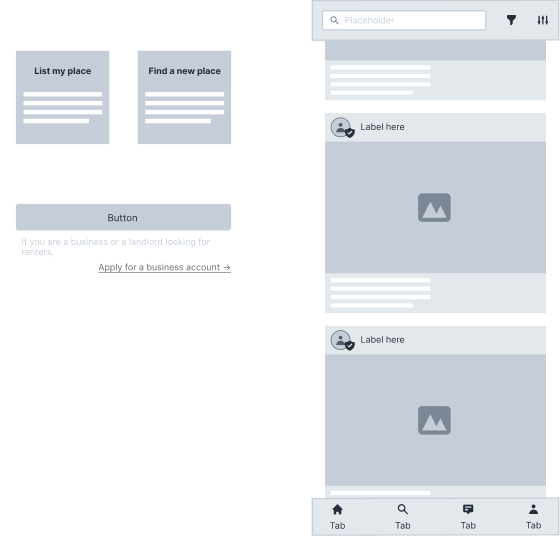 List my place
Find a new place
Button
If you are a business or a landlord looking for
renters,
Apply for a business account →
Placeholder
Label here
Label here
Tab
Tab
Tab
Tab